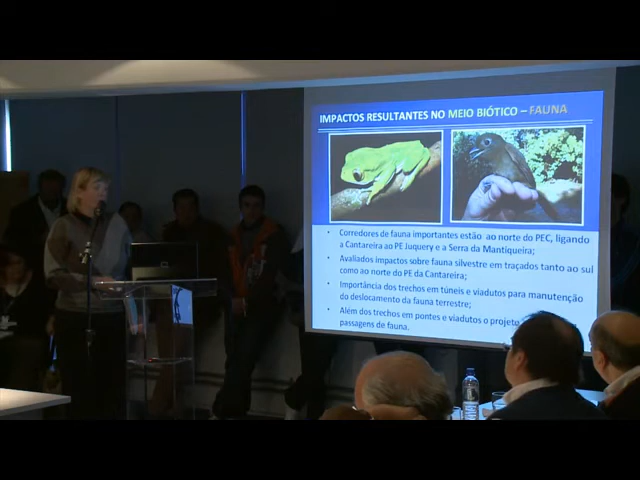 IMPACTOS RESULTANTES NO MEIO BIÓTICO – FAUNA
• Corredores de fauna importantes estão ao norte do PEC, ligando
a Cantareira ao PE Juquery e a Serra da Mantiqueira;
• Avaliados impactos sobre fauna silvestre em traçados tanto ao sul
como ao norte do PE da Cantareira;
• Importância dos trechos em túneis e viadutos para manutenção
do deslocamento da fauna terrestre;
• Além dos trechos em pontes e viadutos o projeto
passagens de fauna.